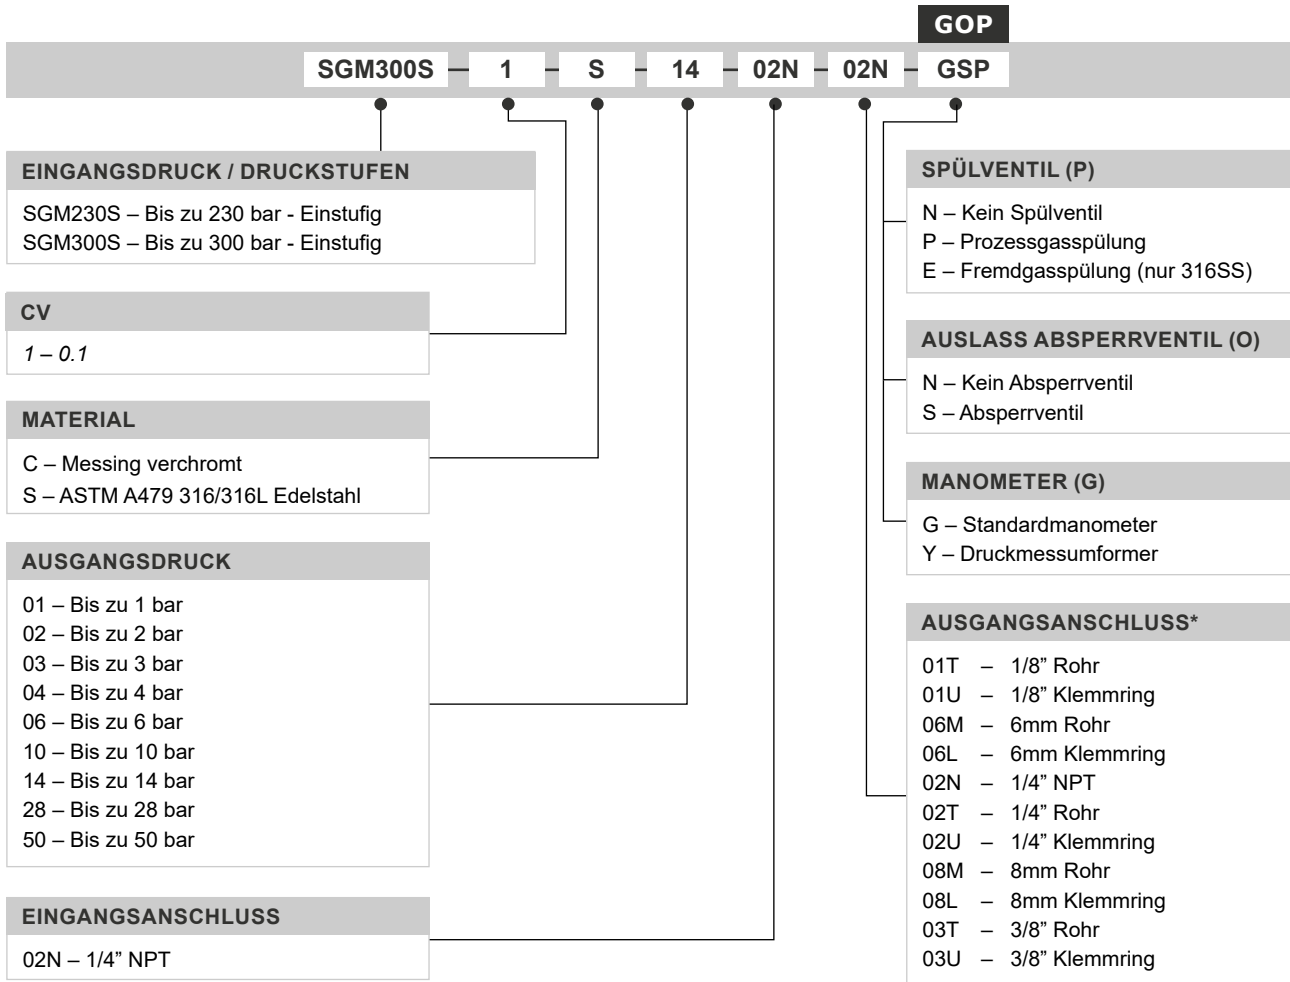 GOP
SGM300S – 1 – S – 14 – 02N – 02N – GSP
EINGANGSDRUCK / DRUCKSTUFEN
SGM230S – Bis zu 230 bar - Einstufig
SGM300S – Bis zu 300 bar - Einstufig
CV
1 – 0.1
MATERIAL
C – Messing verchromt
S – ASTM A479 316/316L Edelstahl
AUSGANGSDRUCK
01 – Bis zu 1 bar
02 – Bis zu 2 bar
03 – Bis zu 3 bar
04 – Bis zu 4 bar
06 – Bis zu 6 bar
10 – Bis zu 10 bar
14 – Bis zu 14 bar
28 – Bis zu 28 bar
50 – Bis zu 50 bar
EINGANGSANSCHLUSS
02N – 1/4” NPT
SPÜLVENTIL (P)
N – Kein Spülventil
P – Prozessgasspülung
E – Fremdgasspülung (nur 316SS)
AUSLASS ABSPERRVENTIL (O)
N – Kein Absperrventil
S – Absperrventil
MANOMETER (G)
G – Standardmanometer
Y – Druckmessumformer
AUSGANGSANSCHLUSS*
01T – 1/8” Rohr
01U – 1/8” Klemmring
06M – 6mm Rohr
06L – 6mm Klemmring
02N – 1/4” NPT
02T – 1/4” Rohr
02U – 1/4” Klemmring
08M – 8mm Rohr
08L – 8mm Klemmring
03T – 3/8” Rohr
03U – 3/8” Klemmring